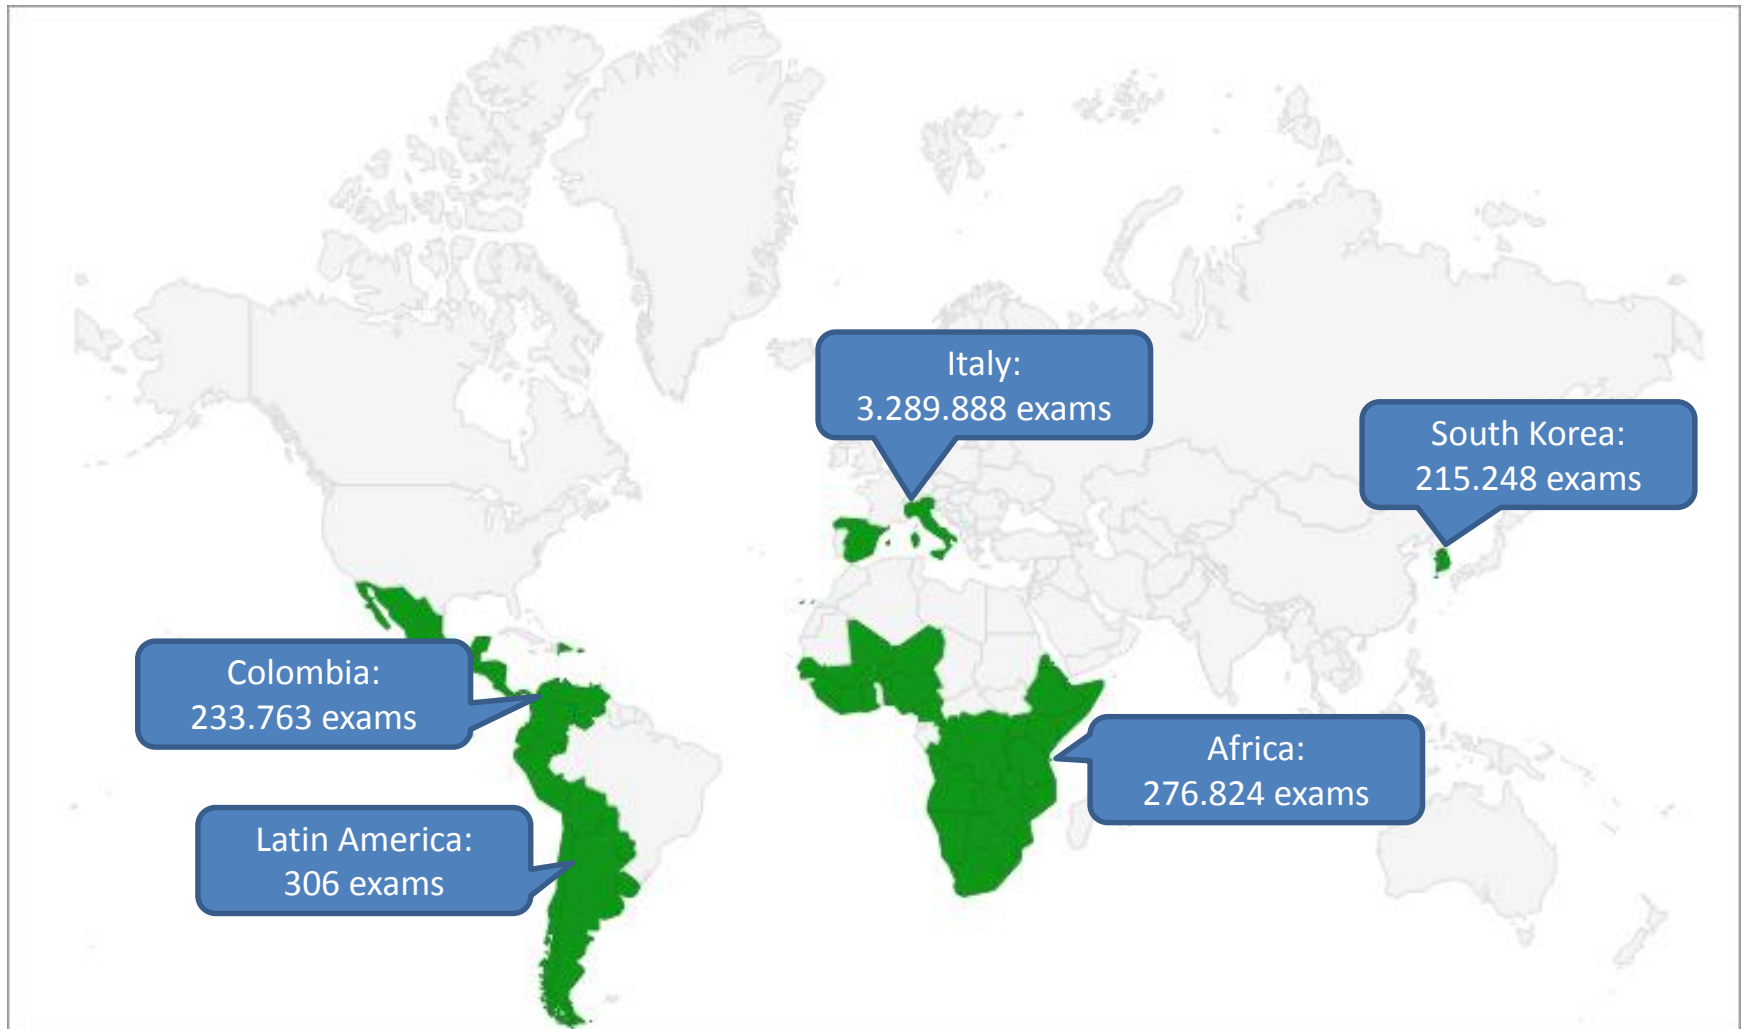 Italy:
3.289.888 exams
South Korea:
215.248 exams
Colombia:
233.763 exams
Africa:
276.824 exams
Latin America:
306 exams